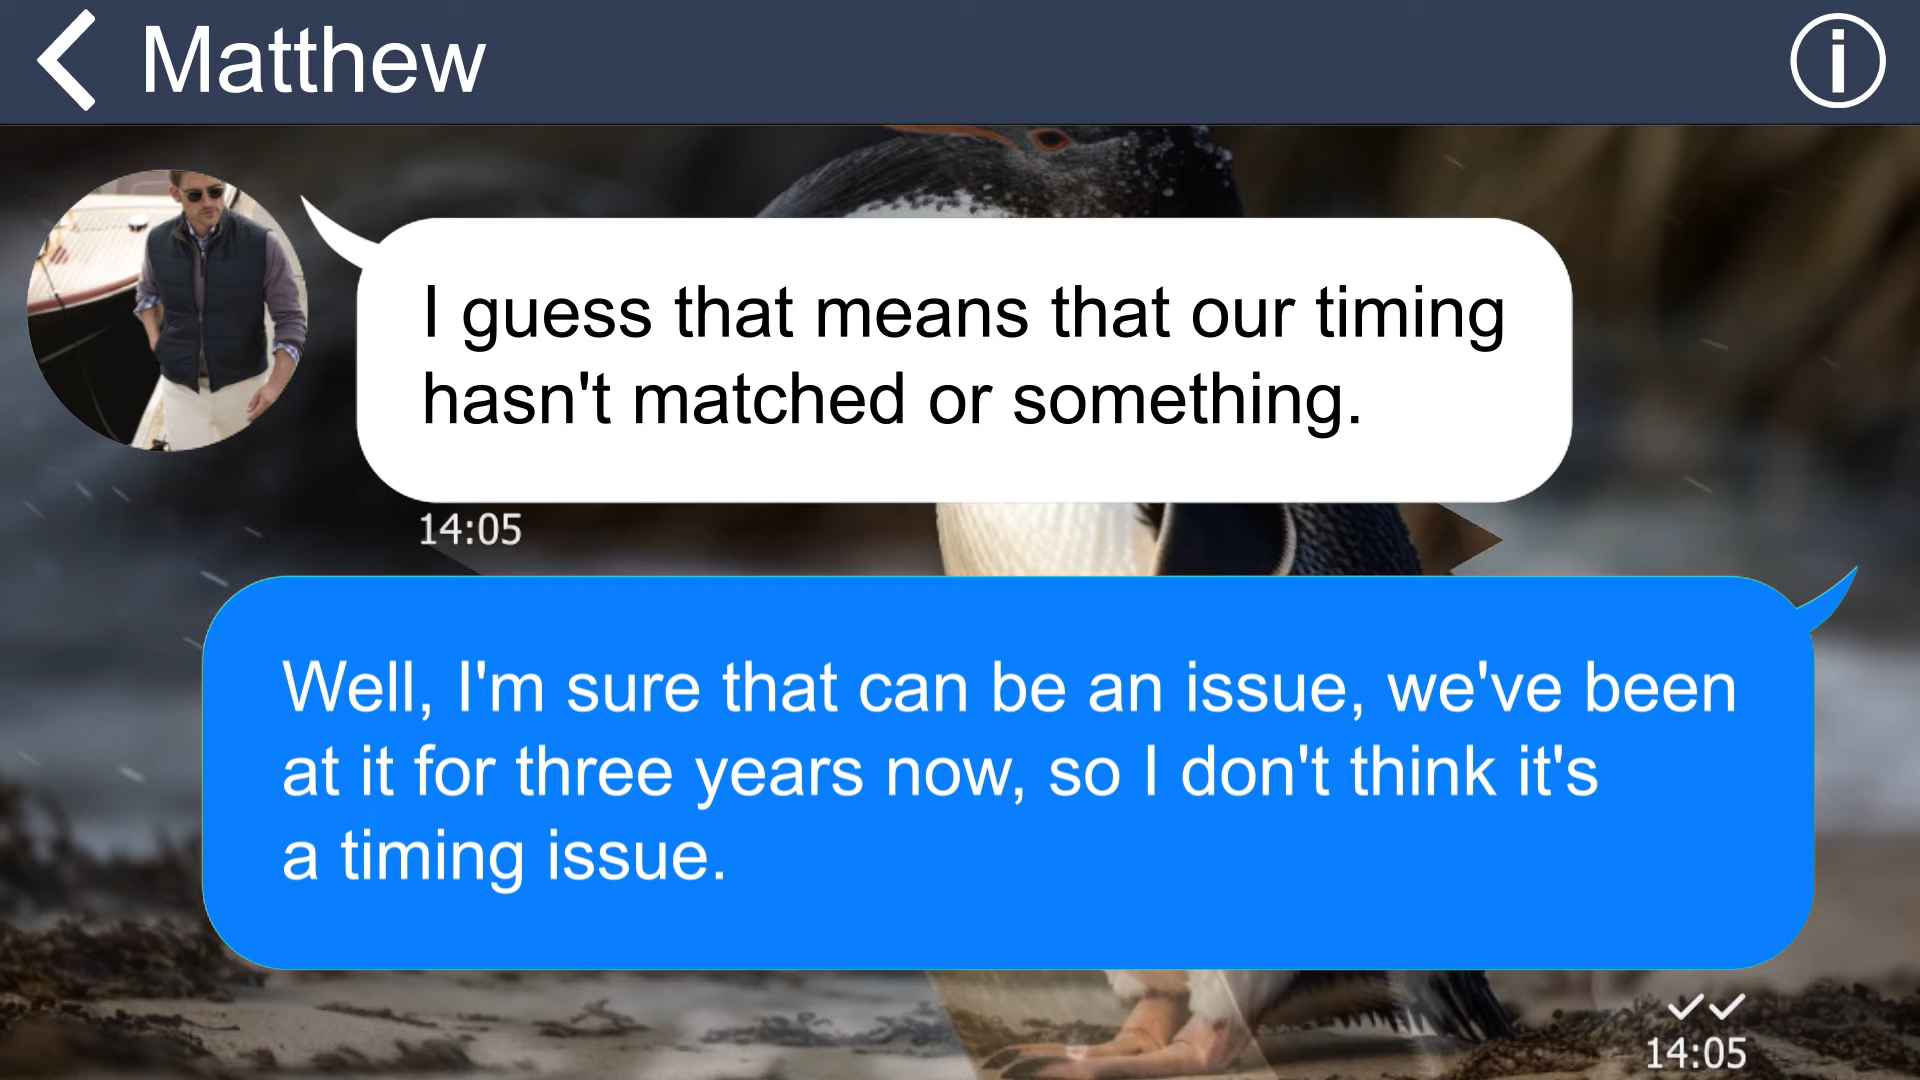 Matthew
I guess that means that our timing
hasn't matched or something.
14:05
Well, I'm sure that can be an issue, we've been
at it for three years now, so I don't think it's
a timing issue.
14:05